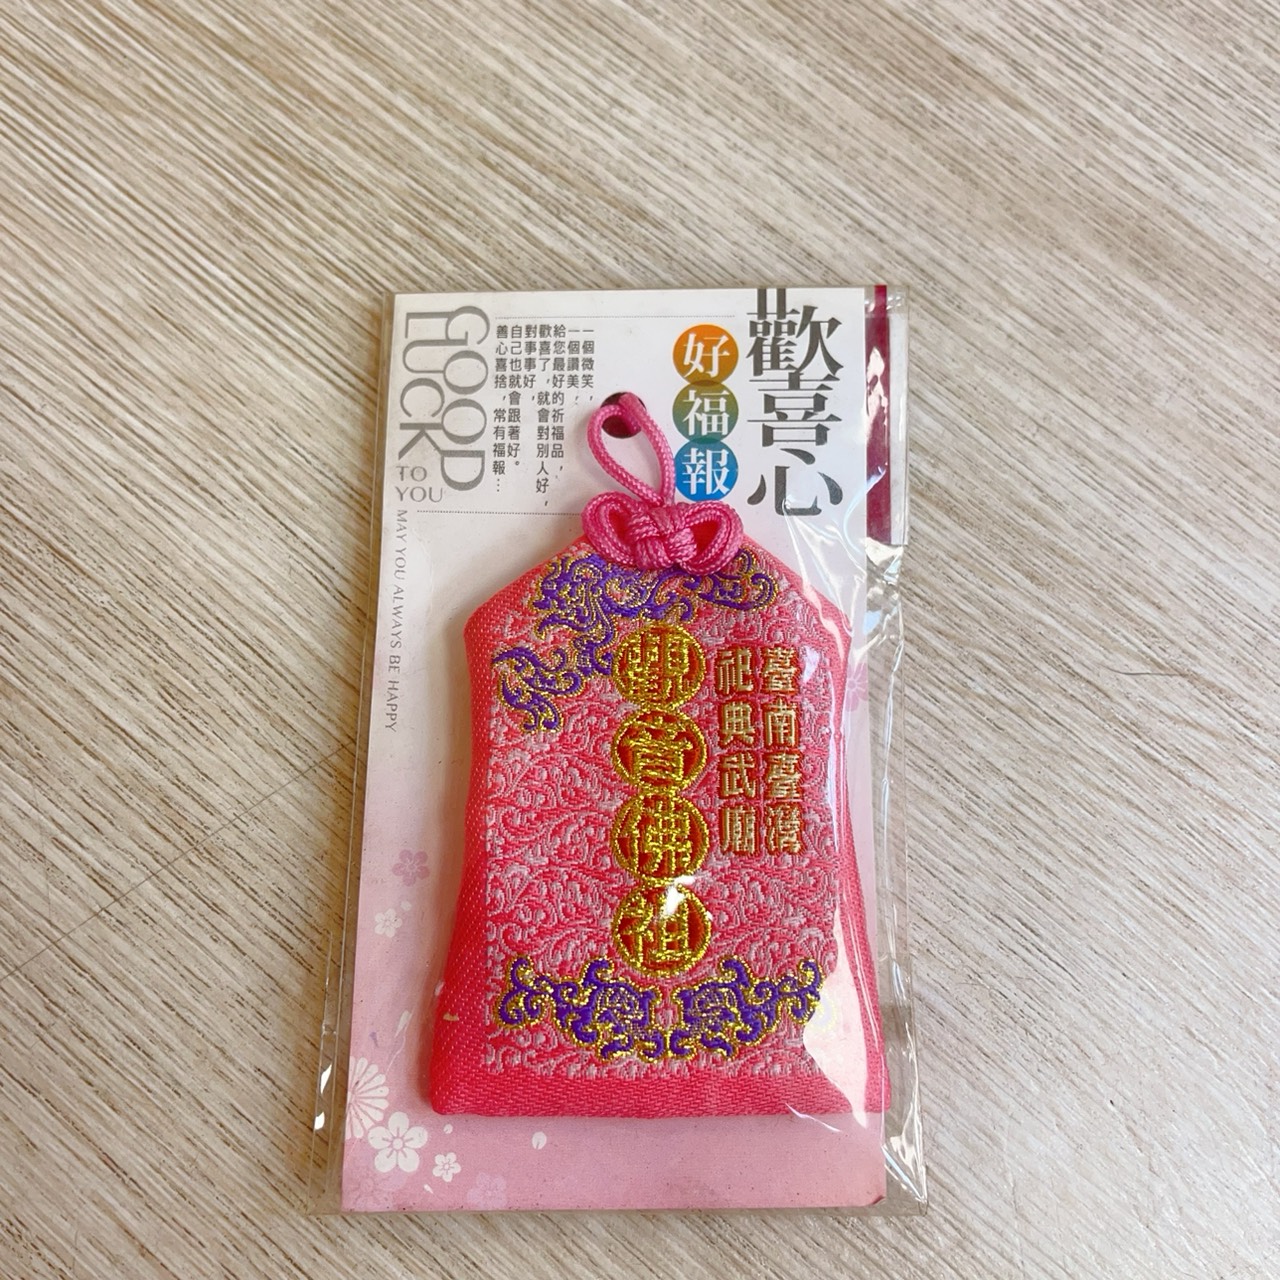 歡喜心
好福報
一個微笑，
一個讚美，
給您最好的祈福品，
歡喜了，就會對別人好，
對事事好，
自己也就會跟著好。
善心喜捨，常有福報…
GOOD
LUCK
TO
YOU
MAY YOU ALWAYS BE HAPPY
臺南臺灣
祀典武廟
觀音佛祖